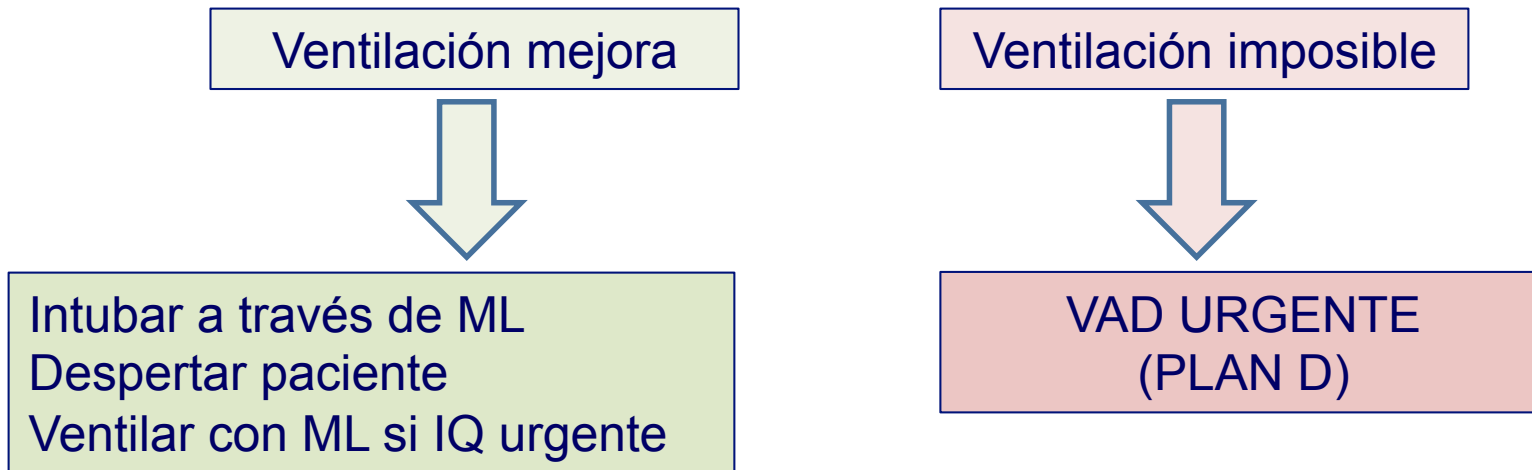 Ventilación mejora
Ventilación imposible
Intubar a través de ML
Despertar paciente
Ventilar con ML si IQ urgente
VAD URGENTE
(PLAN D)